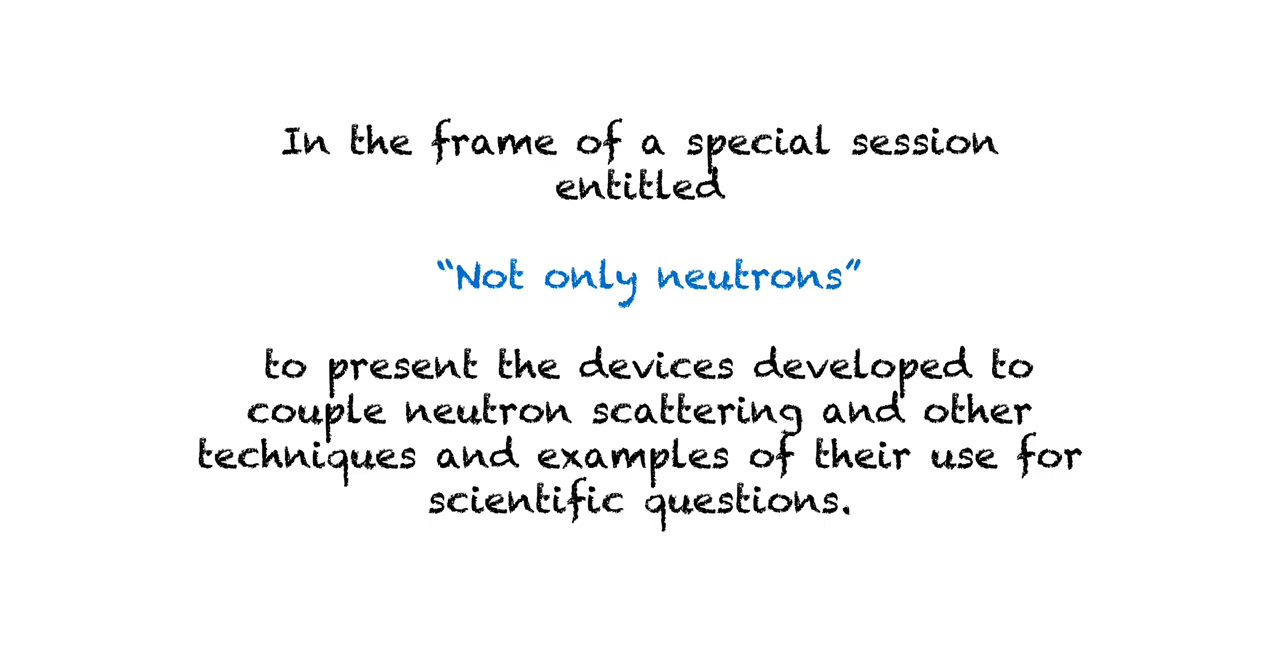 In the frame of a special session
entitled
“Not only neutrons”
to present the devices developed to
couple neutron scattering and other
techniques and examples of their use for
scientific questions.